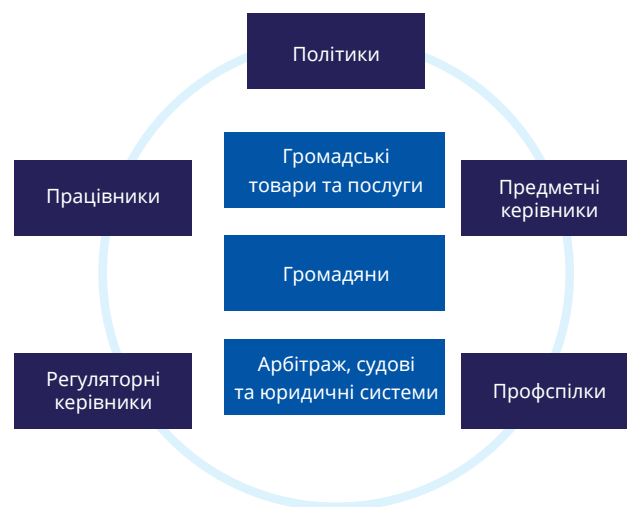 Політики
Громадські
товари та послуги
Працівники
Предметні
керівники
Громадяни
Арбітраж, судові
та юридичні системи
Регуляторні
керівники
Профспілки